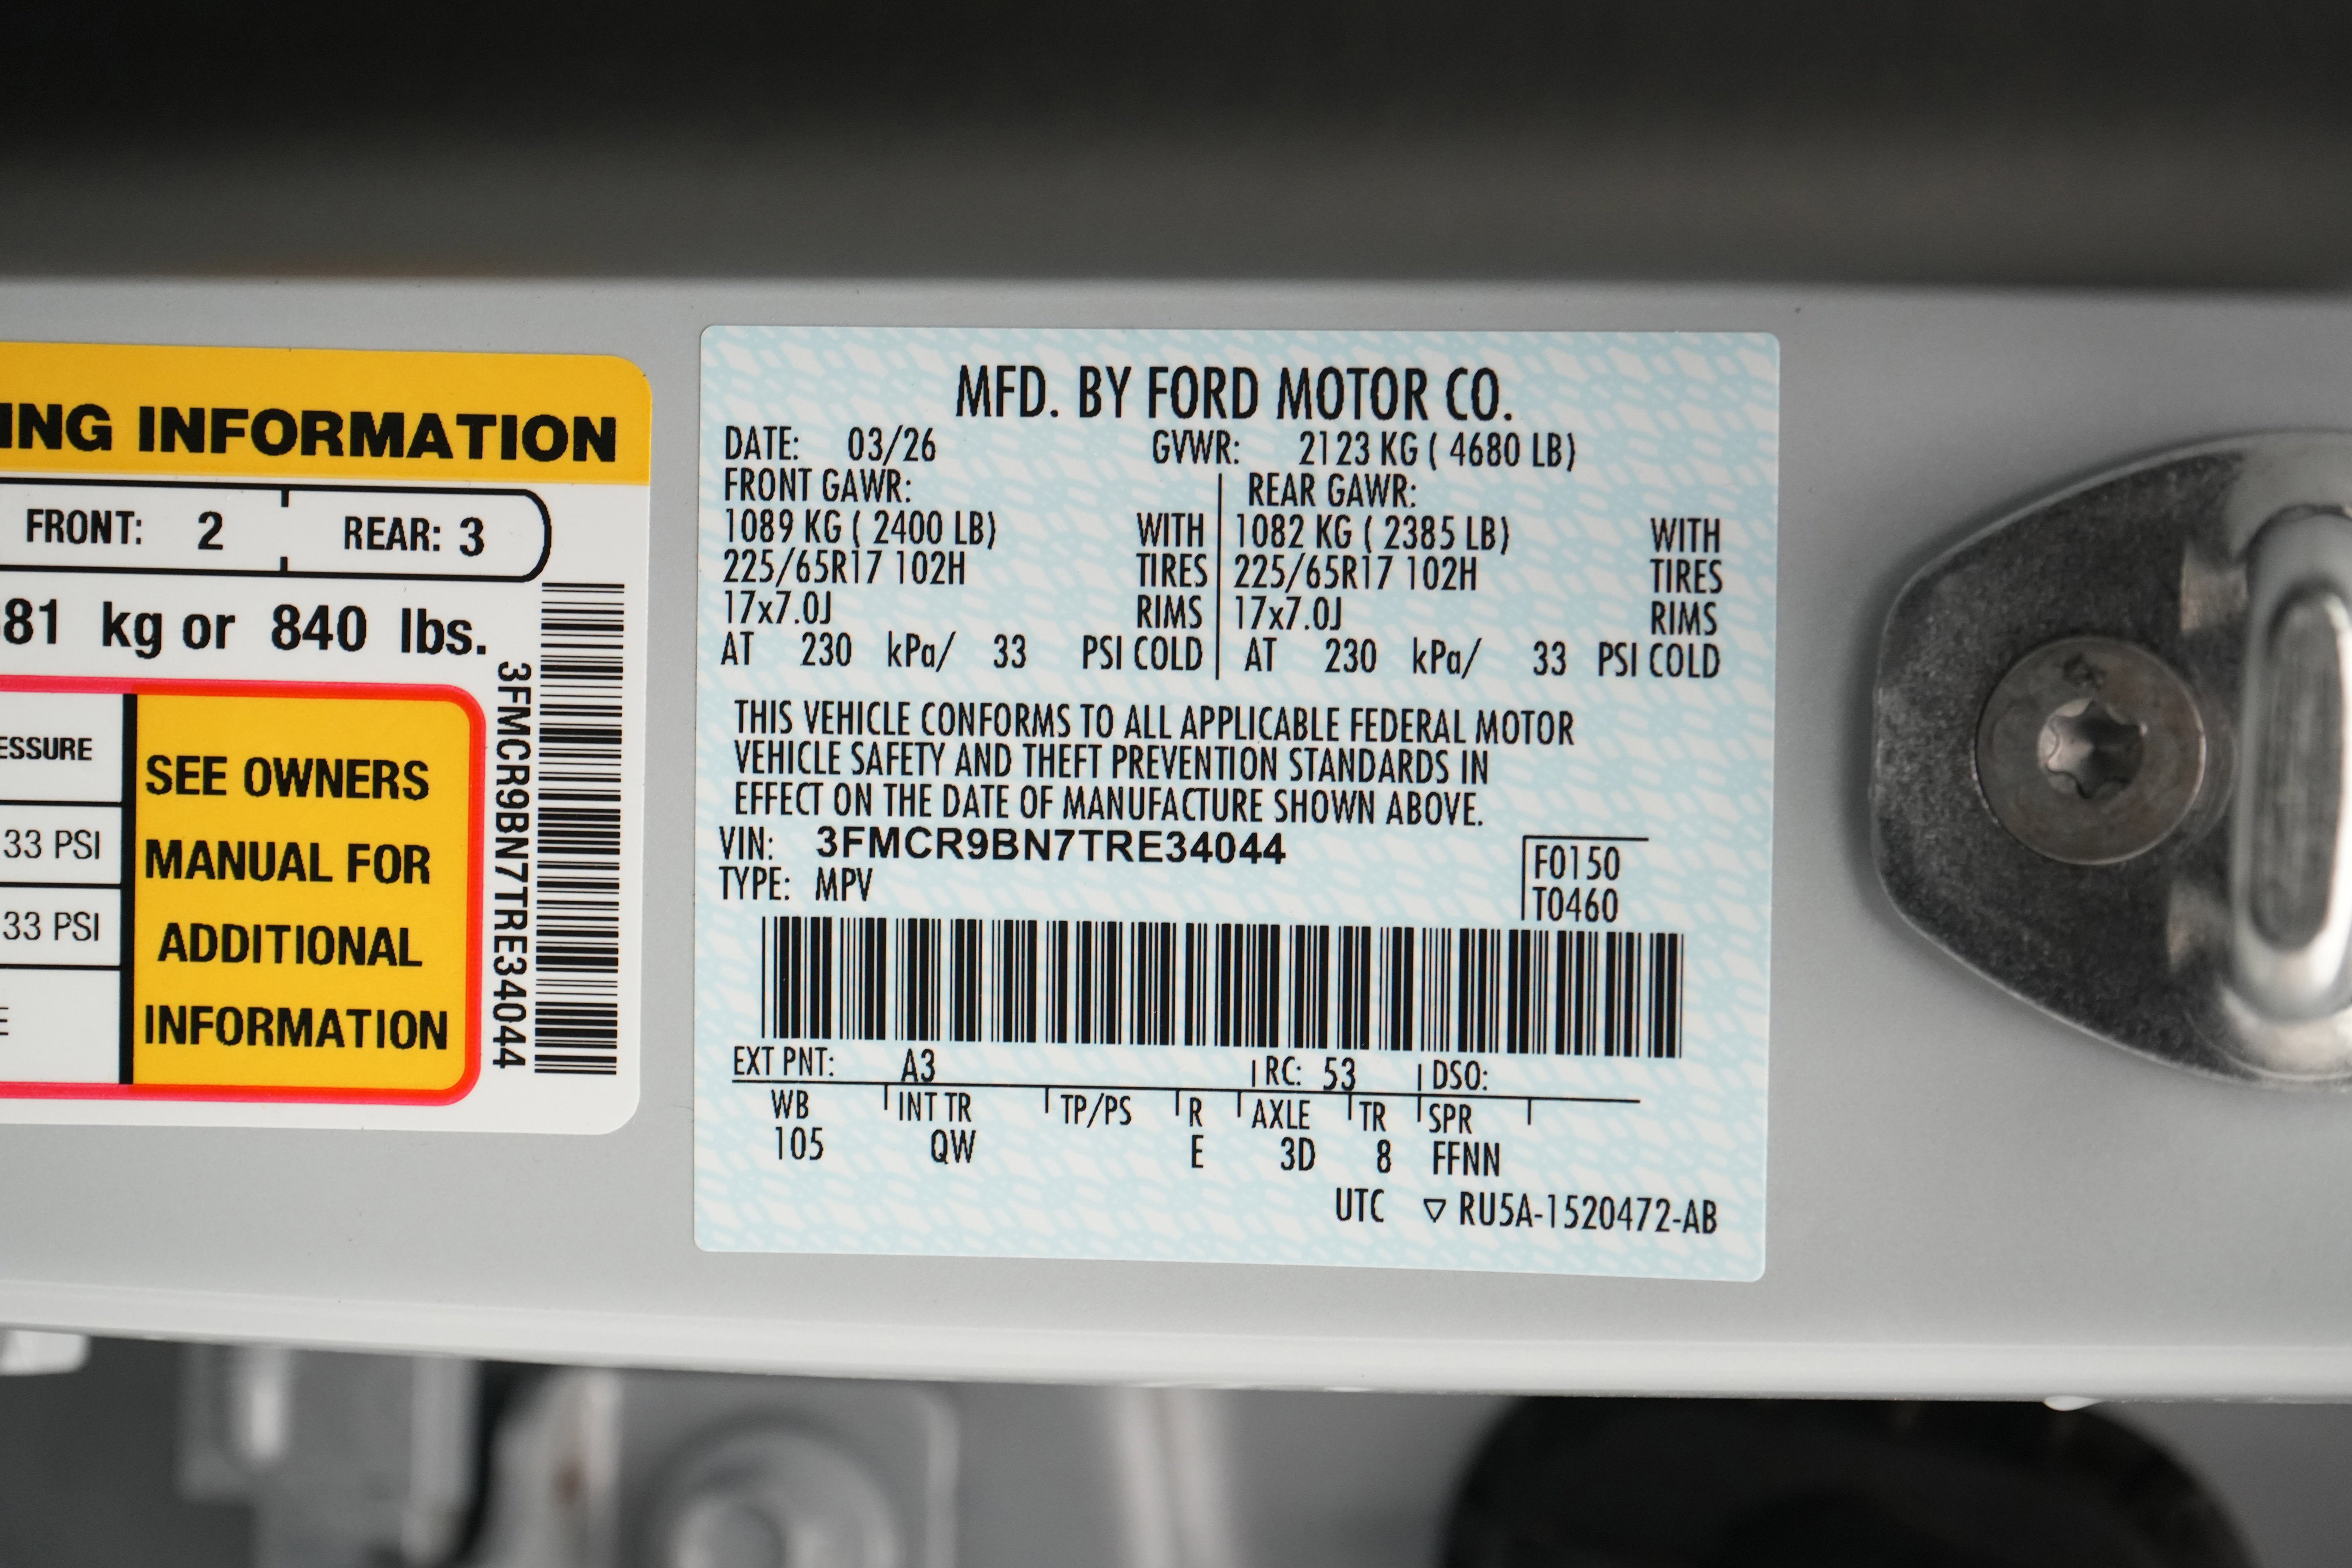 ING INFORMATION
FRONT: 2 REAR: 3
81 kg or 840 lbs.
ESSURE
33 PSI
33 PSI
E
SEE OWNERS
MANUAL FOR
ADDITIONAL
INFORMATION
3FMCR9BN7TRE34044
MFD. BY FORD MOTOR CO.
DATE: 03/26 GVWR: 2123 KG ( 4680 LB)
FRONT GAWR: REAR GAWR:
1089 KG ( 2400 LB) WITH 1082 KG ( 2385 LB) WITH
225/65R17 102H TIRES 225/65R17 102H TIRES
17x7.0J RIMS 17x7.0J RIMS
AT 230 kPa/ 33 PSI COLD AT 230 kPa/ 33 PSI COLD
THIS VEHICLE CONFORMS TO ALL APPLICABLE FEDERAL MOTOR
VEHICLE SAFETY AND THEFT PREVENTION STANDARDS IN
EFFECT ON THE DATE OF MANUFACTURE SHOWN ABOVE.
VIN: 3FMCR9BN7TRE34044
TYPE: MPV
F0150
T0460
EXT PNT: A3 RC: 53 DSO:
WB INT TR TP/PS R AXLE TR SPR
105 QW E 3D 8 FFNN
UTC ▽ RU5A-1520472-AB